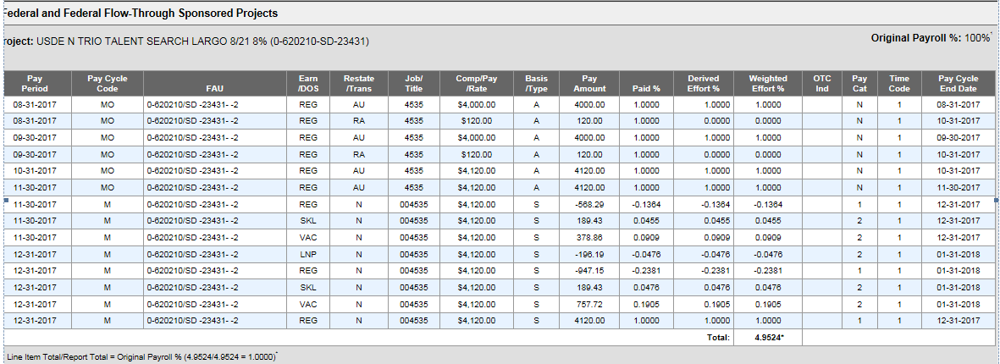 Federal and Federal Flow-Through Sponsored Projects
roject: USDE N TRIO TALENT SEARCH LARGO 8/21 8% (0-620210-SD-23431)
Original Payroll %: 100%*
Pay Period Pay Cycle Code FAU Earn /DOS Restate /Trans Job/ Title Comp/Pay /Rate Basis /Type Pay Amount Paid % Derived Effort % Weighted Effort % OTC Ind Pay Cat Time Code Pay Cycle End Date
08-31-2017 MO 0-620210/SD -23431- -2 REG AU 4535 $4,000.00 A 4000.00 1.0000 1.0000 1.0000 N 1 08-31-2017
08-31-2017 MO 0-620210/SD -23431- -2 REG RA 4535 $120.00 A 120.00 1.0000 0.0000 0.0000 N 1 10-31-2017
09-30-2017 MO 0-620210/SD -23431- -2 REG AU 4535 $4,000.00 A 4000.00 1.0000 1.0000 1.0000 N 1 09-30-2017
09-30-2017 MO 0-620210/SD -23431- -2 REG RA 4535 $120.00 A 120.00 1.0000 0.0000 0.0000 N 1 10-31-2017
10-31-2017 MO 0-620210/SD -23431- -2 REG AU 4535 $4,120.00 A 4120.00 1.0000 1.0000 1.0000 N 1 10-31-2017
11-30-2017 MO 0-620210/SD -23431- -2 REG AU 4535 $4,120.00 A 4120.00 1.0000 1.0000 1.0000 N 1 11-30-2017
11-30-2017 M 0-620210/SD -23431- -2 REG N 004535 $4,120.00 S -568.29 -0.1364 -0.1364 -0.1364 1 1 12-31-2017
11-30-2017 M 0-620210/SD -23431- -2 SKL N 004535 $4,120.00 S 189.43 0.0455 0.0455 0.0455 2 1 12-31-2017
11-30-2017 M 0-620210/SD -23431- -2 VAC N 004535 $4,120.00 S 378.86 0.0909 0.0909 0.0909 2 1 12-31-2017
12-31-2017 M 0-620210/SD -23431- -2 LNP N 004535 $4,120.00 S -196.19 -0.0476 -0.0476 -0.0476 2 1 01-31-2018
12-31-2017 M 0-620210/SD -23431- -2 REG N 004535 $4,120.00 S -947.15 -0.2381 -0.2381 -0.2381 1 1 01-31-2018
12-31-2017 M 0-620210/SD -23431- -2 SKL N 004535 $4,120.00 S 189.43 0.0476 0.0476 0.0476 2 1 01-31-2018
12-31-2017 M 0-620210/SD -23431- -2 VAC N 004535 $4,120.00 S 757.72 0.1905 0.1905 0.1905 2 1 01-31-2018
12-31-2017 M 0-620210/SD -23431- -2 REG N 004535 $4,120.00 S 4120.00 1.0000 1.0000 1.0000 1 1 12-31-2017
Total: 4.9524*
Line Item Total/Report Total = Original Payroll % (4.9524/4.9524 = 1.0000)*